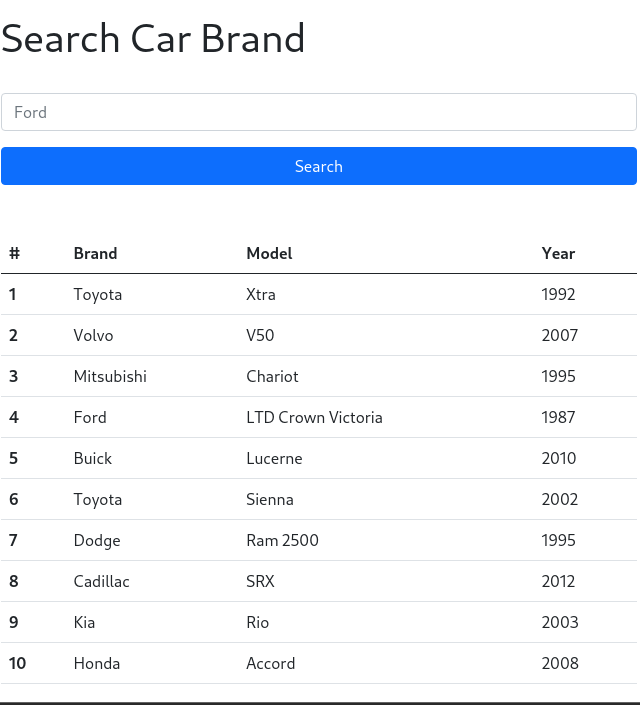 Search Car Brand
Ford
Search
# Brand Model Year
1 Toyota Xtra 1992
2 Volvo V50 2007
3 Mitsubishi Chariot 1995
4 Ford LTD Crown Victoria 1987
5 Buick Lucerne 2010
6 Toyota Sienna 2002
7 Dodge Ram 2500 1995
8 Cadillac SRX 2012
9 Kia Rio 2003
10 Honda Accord 2008